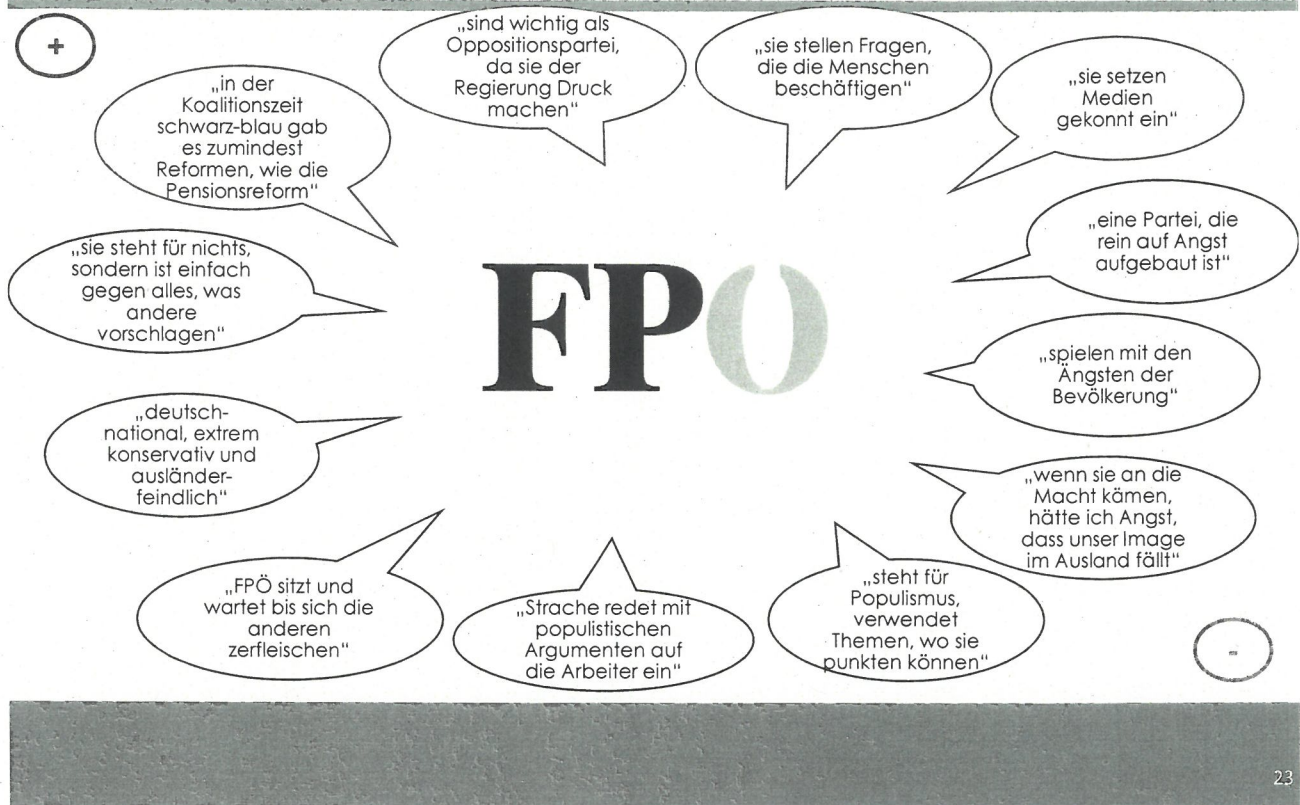 +
„in der
Koalitionszeit
schwarz-blau gab
es zumindest
Reformen, wie die
Pensionsreform“
„sind wichtig als
Oppositionspartei,
da sie der
Regierung Druck
machen“
„sie stellen Fragen,
die die Menschen
beschäftigen“
„sie setzen
Medien
gekonnt ein“
„sie steht für nichts,
sondern ist einfach
gegen alles, was
andere
vorschlagen“
„eine Partei, die
rein auf Angst
aufgebaut ist“
FPÖ
„spielen mit den
Ängsten der
Bevölkerung“
„deutsch-
national, extrem
konservativ und
ausländer-
feindlich“
„wenn sie an die
Macht kämen,
hätte ich Angst,
dass unser Image
im Ausland fällt“
„FPÖ sitzt und
wartet bis sich die
anderen
zerfleischen“
„Strache redet mit
populistischen
Argumenten auf
die Arbeiter ein“
„steht für
Populismus,
verwendet
Themen, wo sie
punkten können“
-
23